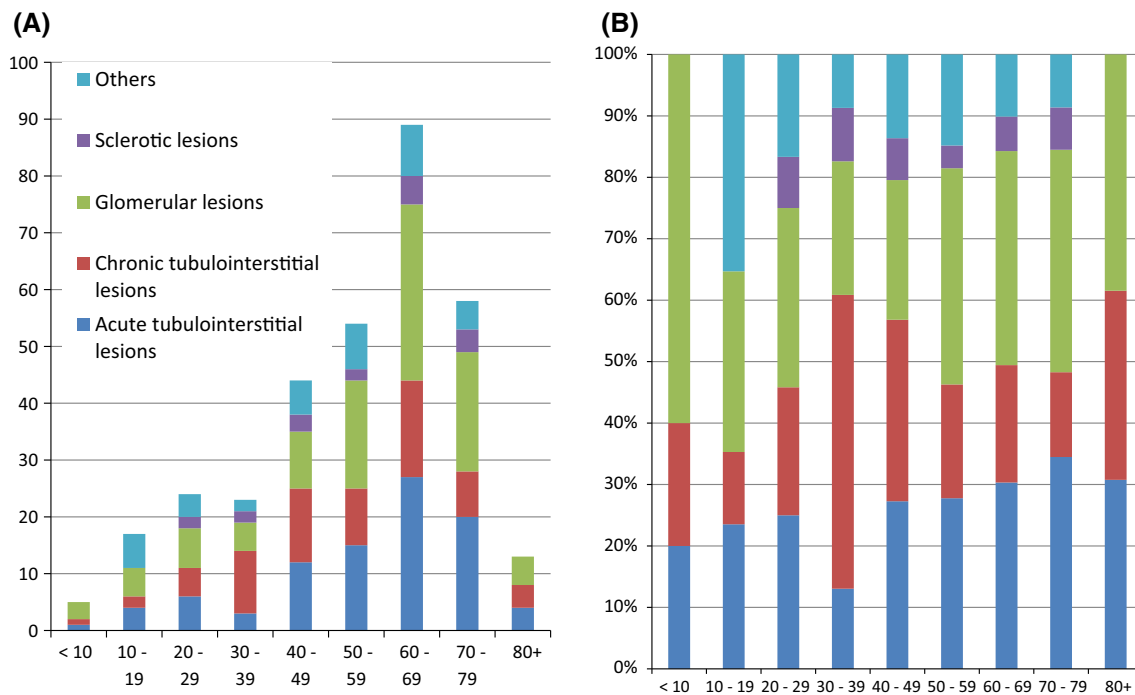 (A)
100
90
80
70
60
50
40
30
20
10
0
Others
Sclerotic lesions
Glomerular lesions
Chronic tubulointerstitial
lesions
Acute tubulointerstitial
lesions
< 10 10 - 20 - 30 - 40 - 50 - 60 - 70 - 80+
19 29 39 49 59 69 79
(B)
100%
90%
80%
70%
60%
50%
40%
30%
20%
10%
0%
< 10 10 - 19 20 - 29 30 - 39 40 - 49 50 - 59 60 - 69 70 - 79 80+